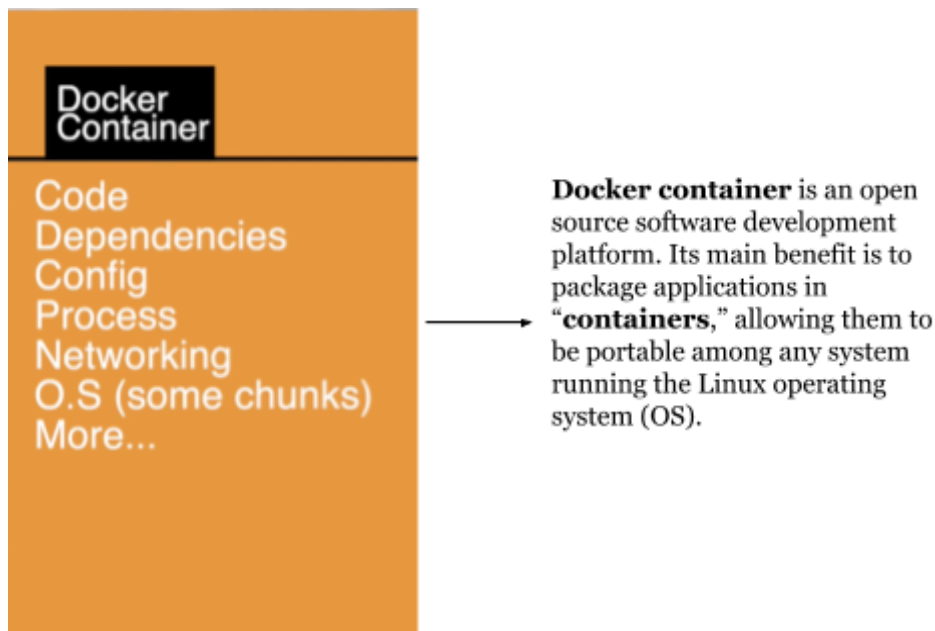 Docker
Container
Code
Dependencies
Config
Process
Networking
O.S (some chunks)
More...
Docker container is an open
source software development
platform. Its main benefit is to
package applications in
“containers,” allowing them to
be portable among any system
running the Linux operating
system (OS).